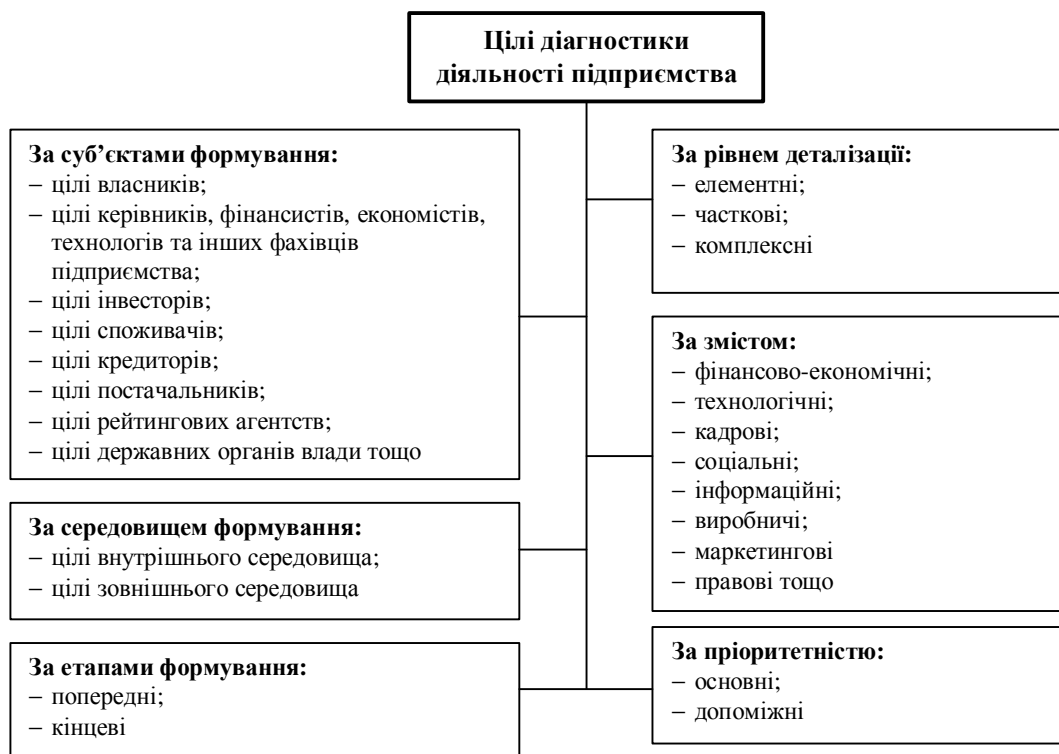 Цілі діагностики
діяльності підприємства
За суб’єктами формування:
– цілі власників;
– цілі керівників, фінансистів, економістів,
технологів та інших фахівців
підприємства;
– цілі інвесторів;
– цілі споживачів;
– цілі кредиторів;
– цілі постачальників;
– цілі рейтингових агентств;
– цілі державних органів влади тощо
За середовищем формування:
– цілі внутрішнього середовища;
– цілі зовнішнього середовища
За етапами формування:
– попередні;
– кінцеві
За рівнем деталізації:
– елементні;
– часткові;
– комплексні
За змістом:
– фінансово-економічні;
– технологічні;
– кадрові;
– соціальні;
– інформаційні;
– виробничі;
– маркетингові
– правові тощо
За пріоритетністю:
– основні;
– допоміжні